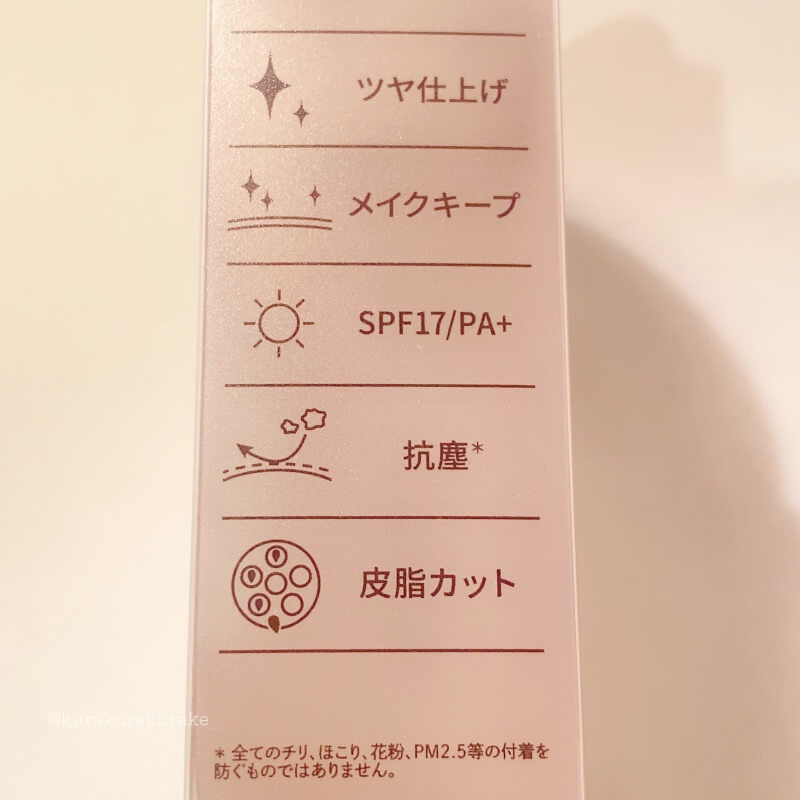 ツヤ仕上げ
メイクキープ
SPF17/PA+
抗塵*
皮脂カット
@kurakurakurake
* 全てのチリ、ほこり、花粉、PM2.5等の付着を
防ぐものではありません。